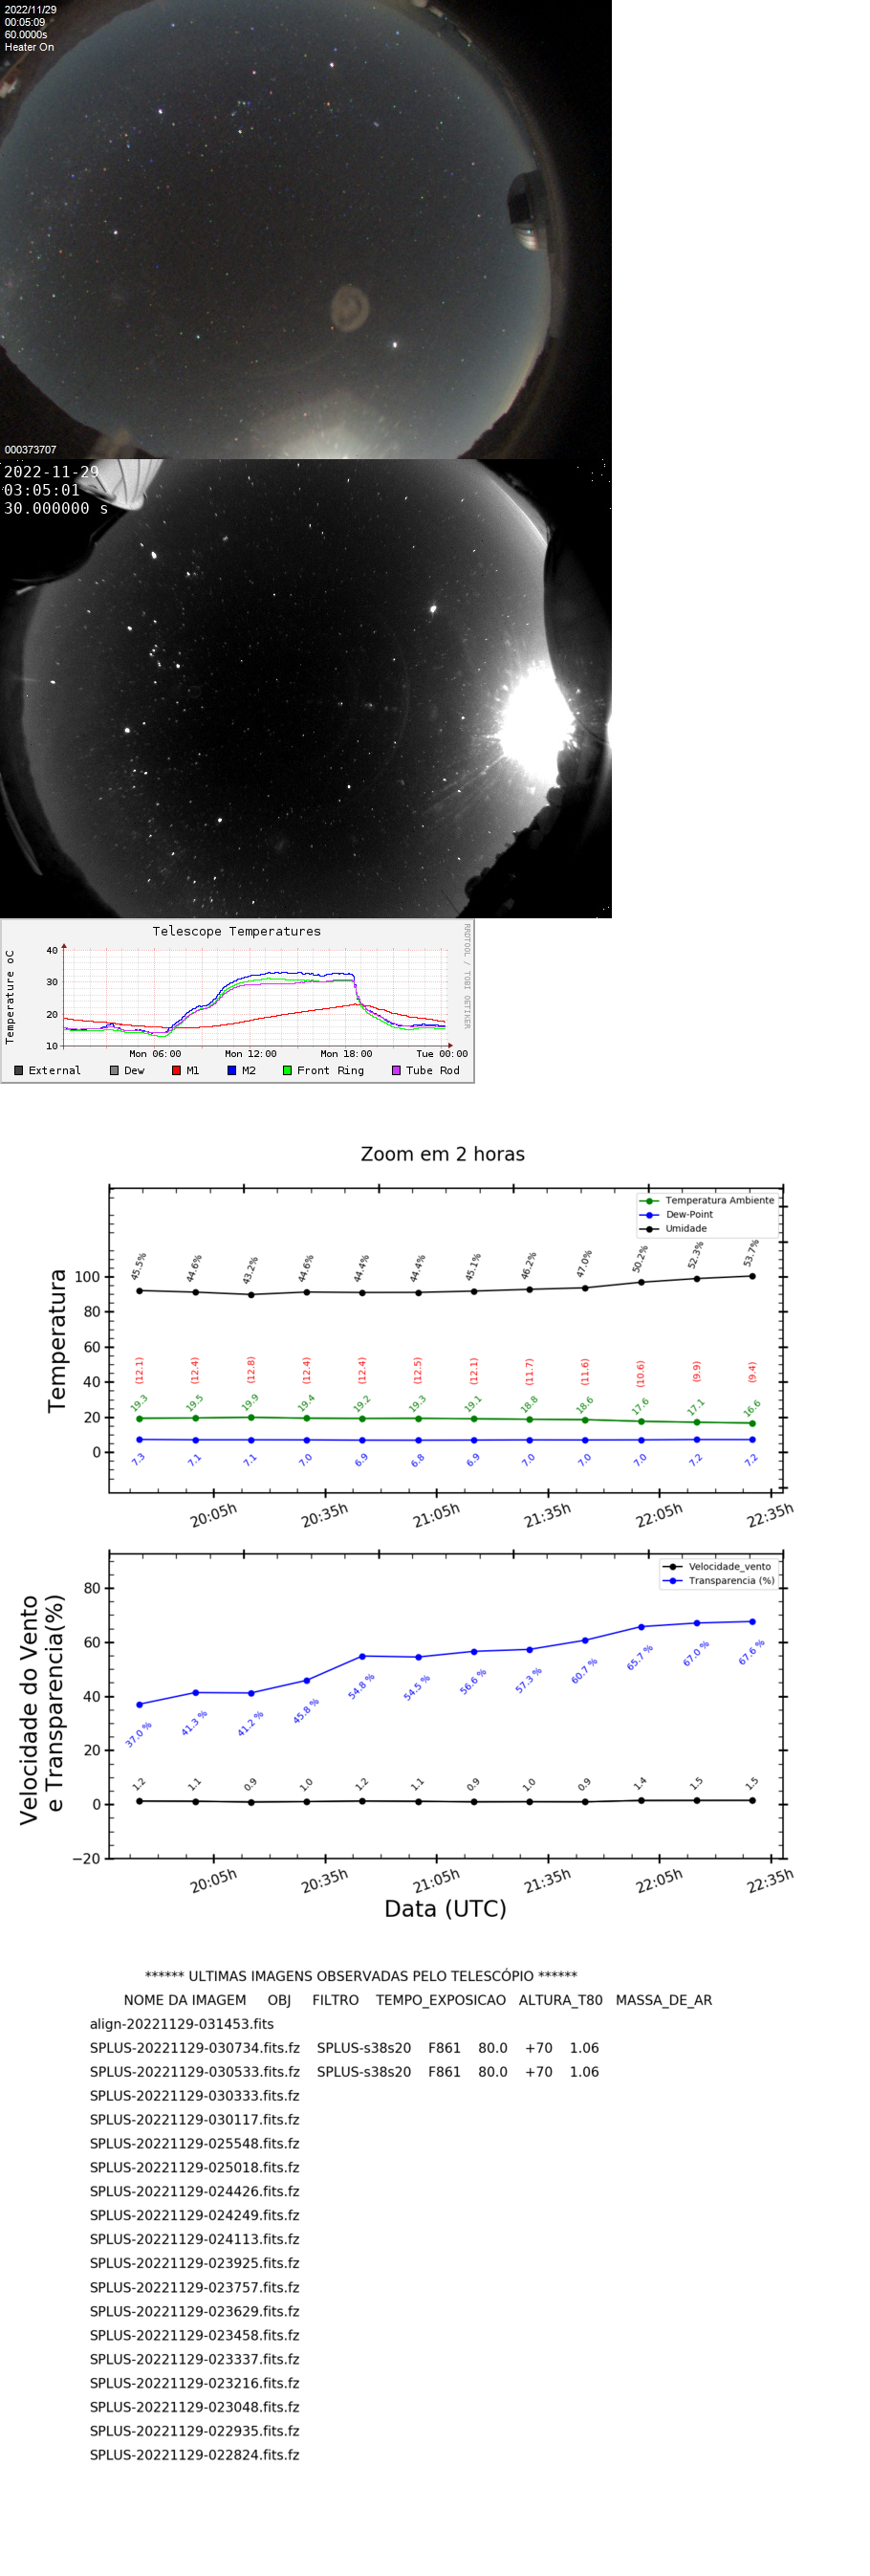 2022/11/29
00:05:09
60.0000s
Heater On
000373707
2022-11-29
03:05:01
30.000000 s
Telescope Temperatures
RRDTOOL / TOBI OETIKER
Temperature oC
40
30
20
10
Mon 06:00 Mon 12:00 Mon 18:00 Tue 00:00
External Dew M1 M2 Front Ring Tube Rod
Zoom em 2 horas
Temperatura Ambiente
Dew-Point
Umidade
Temperatura
100
80
60
40
20
0
45.5% 44.6% 43.2% 44.6% 44.4% 44.4% 45.1% 46.2% 47.0% 50.2% 52.3% 53.7%
(12.1) (12.4) (12.8) (12.4) (12.4) (12.5) (12.1) (11.7) (11.6) (10.6) (9.9) (9.4)
19.3 19.5 19.9 19.4 19.2 19.3 19.1 18.8 18.6 17.6 17.1 16.6
7.3 7.1 7.1 7.0 6.9 6.8 6.9 7.0 7.0 7.0 7.2 7.2
20:05h 20:35h 21:05h 21:35h 22:05h 22:35h
Velocidade_vento
Transparencia (%)
Velocidade do Vento
e Transparencia(%)
80
60
40
20
0
−20
37.0 % 41.3 % 41.2 % 45.8 % 54.8 % 54.5 % 56.6 % 57.3 % 60.7 % 65.7 % 67.0 % 67.6 %
1.2 1.1 0.9 1.0 1.2 1.1 0.9 1.0 0.9 1.4 1.5 1.5
20:05h 20:35h 21:05h 21:35h 22:05h 22:35h
Data (UTC)
****** ULTIMAS IMAGENS OBSERVADAS PELO TELESCÓPIO ******
NOME DA IMAGEM OBJ FILTRO TEMPO_EXPOSICAO ALTURA_T80 MASSA_DE_AR
align-20221129-031453.fits
SPLUS-20221129-030734.fits.fz SPLUS-s38s20 F861 80.0 +70 1.06
SPLUS-20221129-030533.fits.fz SPLUS-s38s20 F861 80.0 +70 1.06
SPLUS-20221129-030333.fits.fz
SPLUS-20221129-030117.fits.fz
SPLUS-20221129-025548.fits.fz
SPLUS-20221129-025018.fits.fz
SPLUS-20221129-024426.fits.fz
SPLUS-20221129-024249.fits.fz
SPLUS-20221129-024113.fits.fz
SPLUS-20221129-023925.fits.fz
SPLUS-20221129-023757.fits.fz
SPLUS-20221129-023629.fits.fz
SPLUS-20221129-023458.fits.fz
SPLUS-20221129-023337.fits.fz
SPLUS-20221129-023216.fits.fz
SPLUS-20221129-023048.fits.fz
SPLUS-20221129-022935.fits.fz
SPLUS-20221129-022824.fits.fz